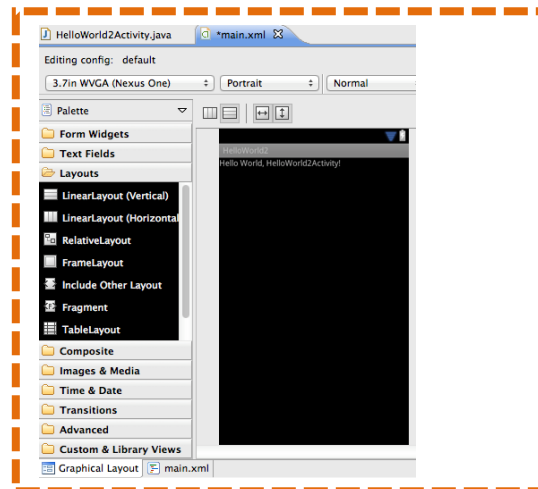 HelloWorld2Activity.java
*main.xml
Editing config: default
3.7in WVGA (Nexus One)
Portrait
Normal
Palette
Form Widgets
Text Fields
Layouts
LinearLayout (Vertical)
LinearLayout (Horizontal
RelativeLayout
FrameLayout
Include Other Layout
Fragment
TableLayout
Composite
Images & Media
Time & Date
Transitions
Advanced
Custom & Library Views
HelloWorld2
Hello World, HelloWorld2Activity!
Graphical Layout
main.xml